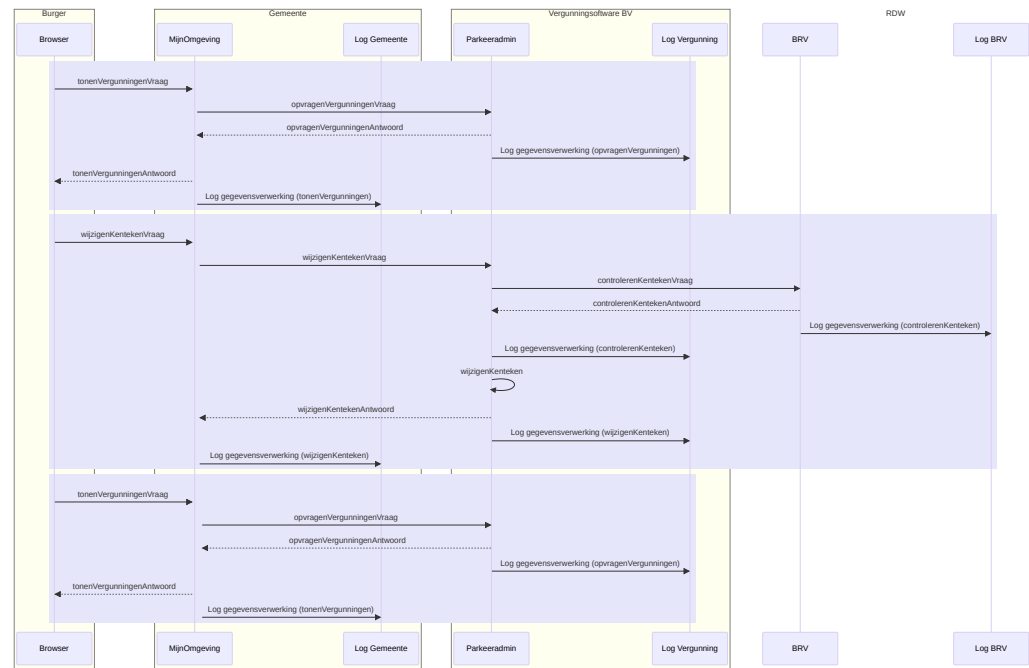 Burger
Gemeente
Vergunningsoftware BV
RDW
Browser
MijnOmgeving
Log Gemeente
Parkeeradmin
Log Vergunning
BRV
Log BRV
tonenVergunningenVraag
opvragenVergunningenVraag
opvragenVergunningenAntwoord
Log gegevensverwerking (opvragenVergunningen)
tonenVergunningenAntwoord
Log gegevensverwerking (tonenVergunningen)
wijzigenKentekenVraag
wijzigenKentekenVraag
controlerenKentekenVraag
controlerenKentekenAntwoord
Log gegevensverwerking (controlerenKenteken)
Log gegevensverwerking (controlerenKenteken)
wijzigenKenteken
wijzigenKentekenAntwoord
Log gegevensverwerking (wijzigenKenteken)
Log gegevensverwerking (wijzigenKenteken)
tonenVergunningenVraag
opvragenVergunningenVraag
opvragenVergunningenAntwoord
Log gegevensverwerking (opvragenVergunningen)
tonenVergunningenAntwoord
Log gegevensverwerking (tonenVergunningen)
Browser
MijnOmgeving
Log Gemeente
Parkeeradmin
Log Vergunning
BRV
Log BRV